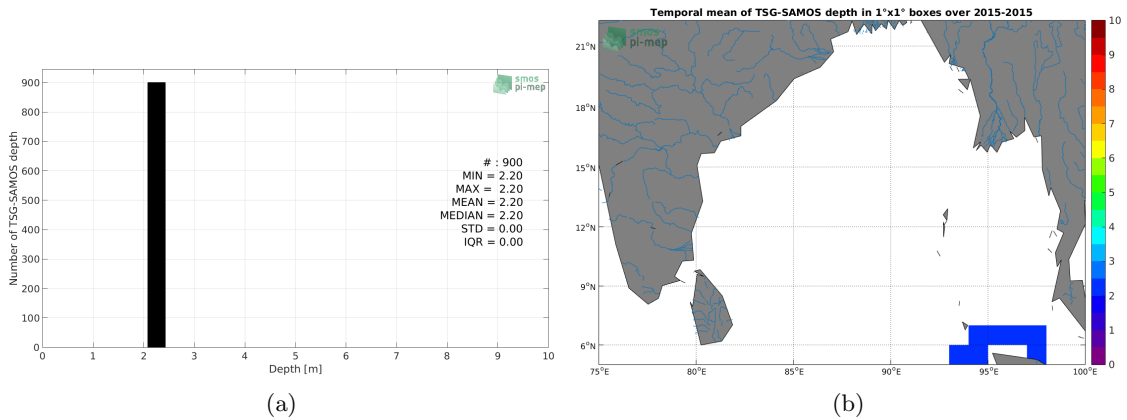 smos
pi-mep
900
800
700
600
500
400
300
200
100
0
Number of TSG-SAMOS depth
# : 900
MIN = 2.20
MAX = 2.20
MEAN = 2.20
MEDIAN = 2.20
STD = 0.00
IQR = 0.00
0 1 2 3 4 5 6 7 8 9 10
Depth [m]
(a)
Temporal mean of TSG-SAMOS depth in 1°x1° boxes over 2015-2015
smos
pi-mep
21°N
18°N
15°N
12°N
9°N
6°N
75°E 80°E 85°E 90°E 95°E 100°E
10
9
8
7
6
5
4
3
2
1
0
(b)